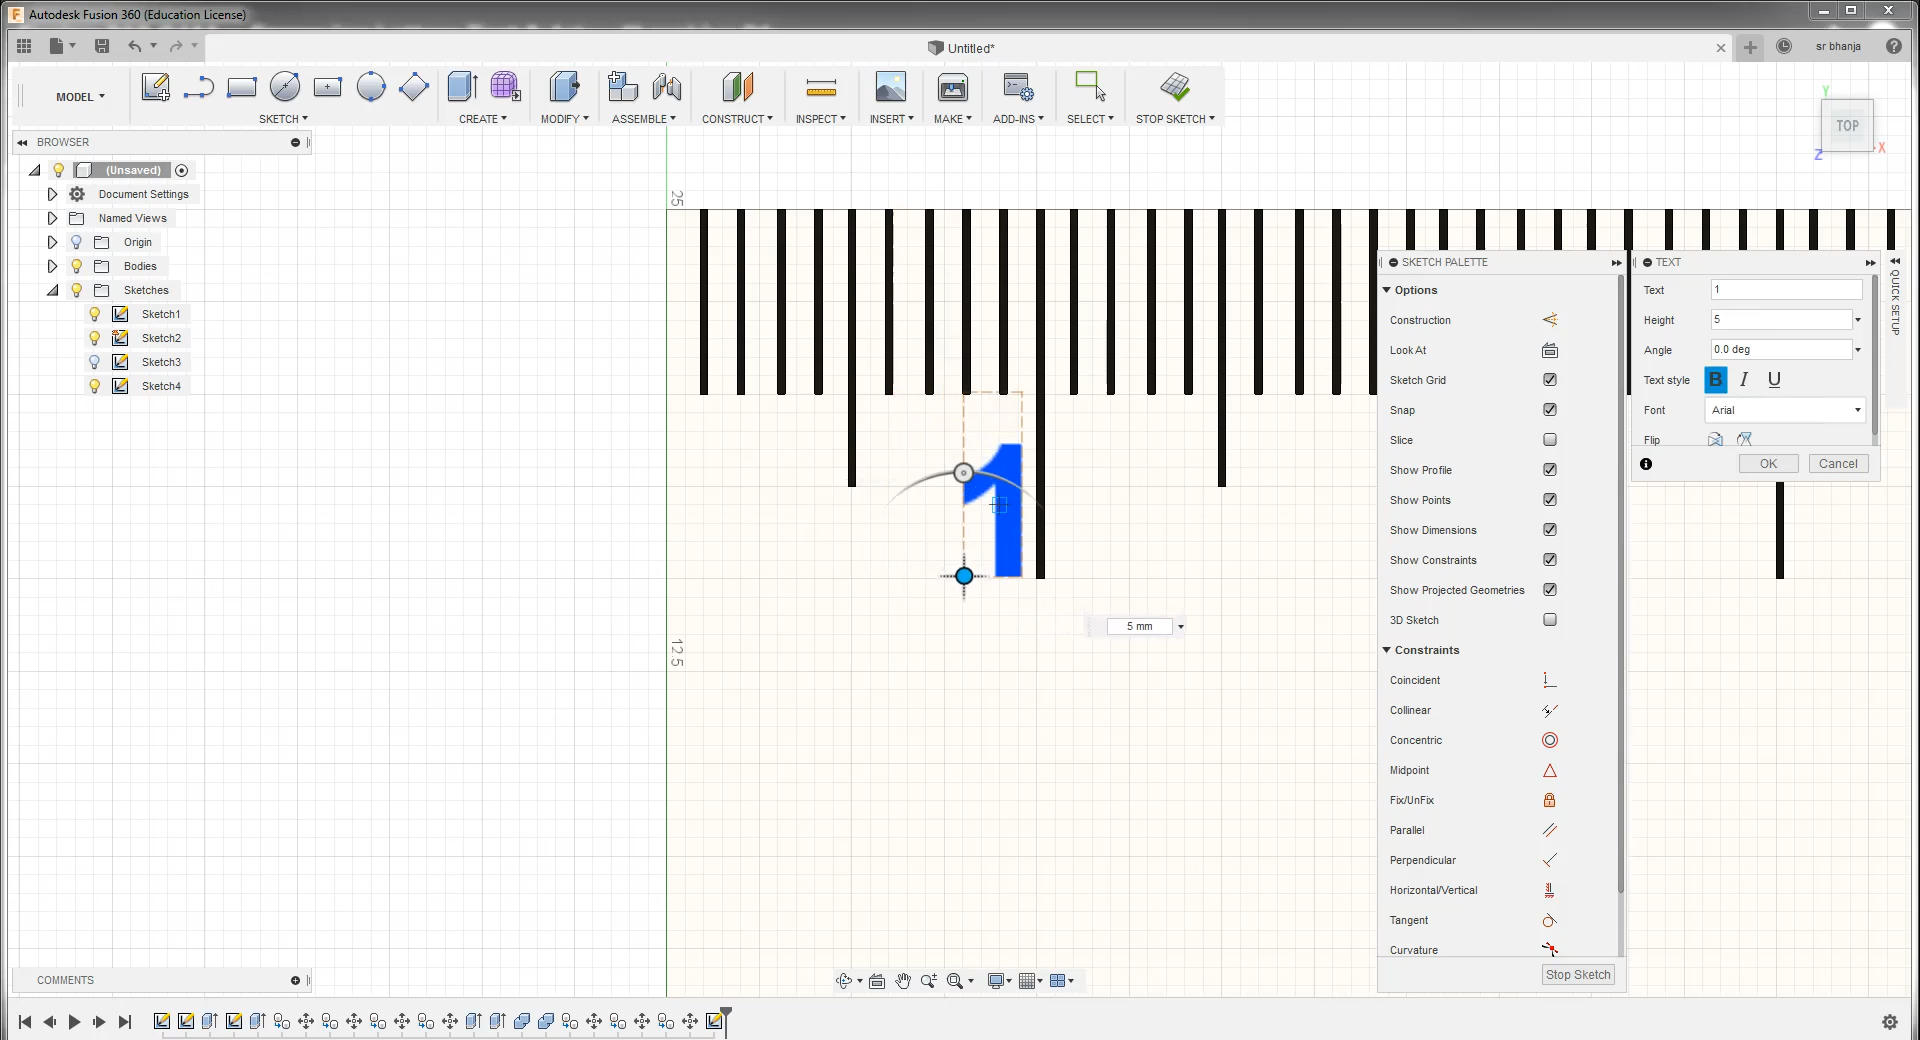 Autodesk Fusion 360 (Education License)
Untitled*
sr bhanja
MODEL
SKETCH
CREATE
MODIFY
ASSEMBLE
CONSTRUCT
INSPECT
INSERT
MAKE
ADD-INS
SELECT
STOP SKETCH
Y
TOP
X
Z
BROWSER
(Unsaved)
Document Settings
Named Views
Origin
Bodies
Sketches
Sketch1
Sketch2
Sketch3
Sketch4
25
12.5
1
5 mm
SKETCH PALETTE
Options
Construction
Look At
Sketch Grid
Snap
Slice
Show Profile
Show Points
Show Dimensions
Show Constraints
Show Projected Geometries
3D Sketch
Constraints
Coincident
Collinear
Concentric
Midpoint
Fix/UnFix
Parallel
Perpendicular
Horizontal/Vertical
Tangent
Curvature
Stop Sketch
TEXT
Text 1
Height 5
Angle 0.0 deg
Text style B I U
Font Arial
Flip
OK Cancel
QUICK SETUP
COMMENTS